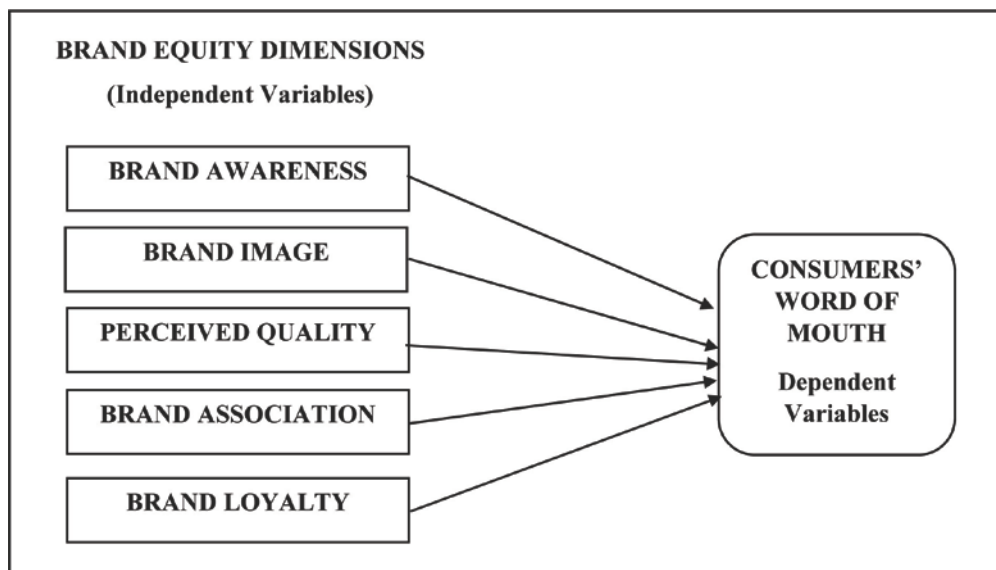 BRAND EQUITY DIMENSIONS
(Independent Variables)
BRAND AWARENESS
BRAND IMAGE
PERCEIVED QUALITY
BRAND ASSOCIATION
BRAND LOYALTY
CONSUMERS’
WORD OF
MOUTH
Dependent
Variables